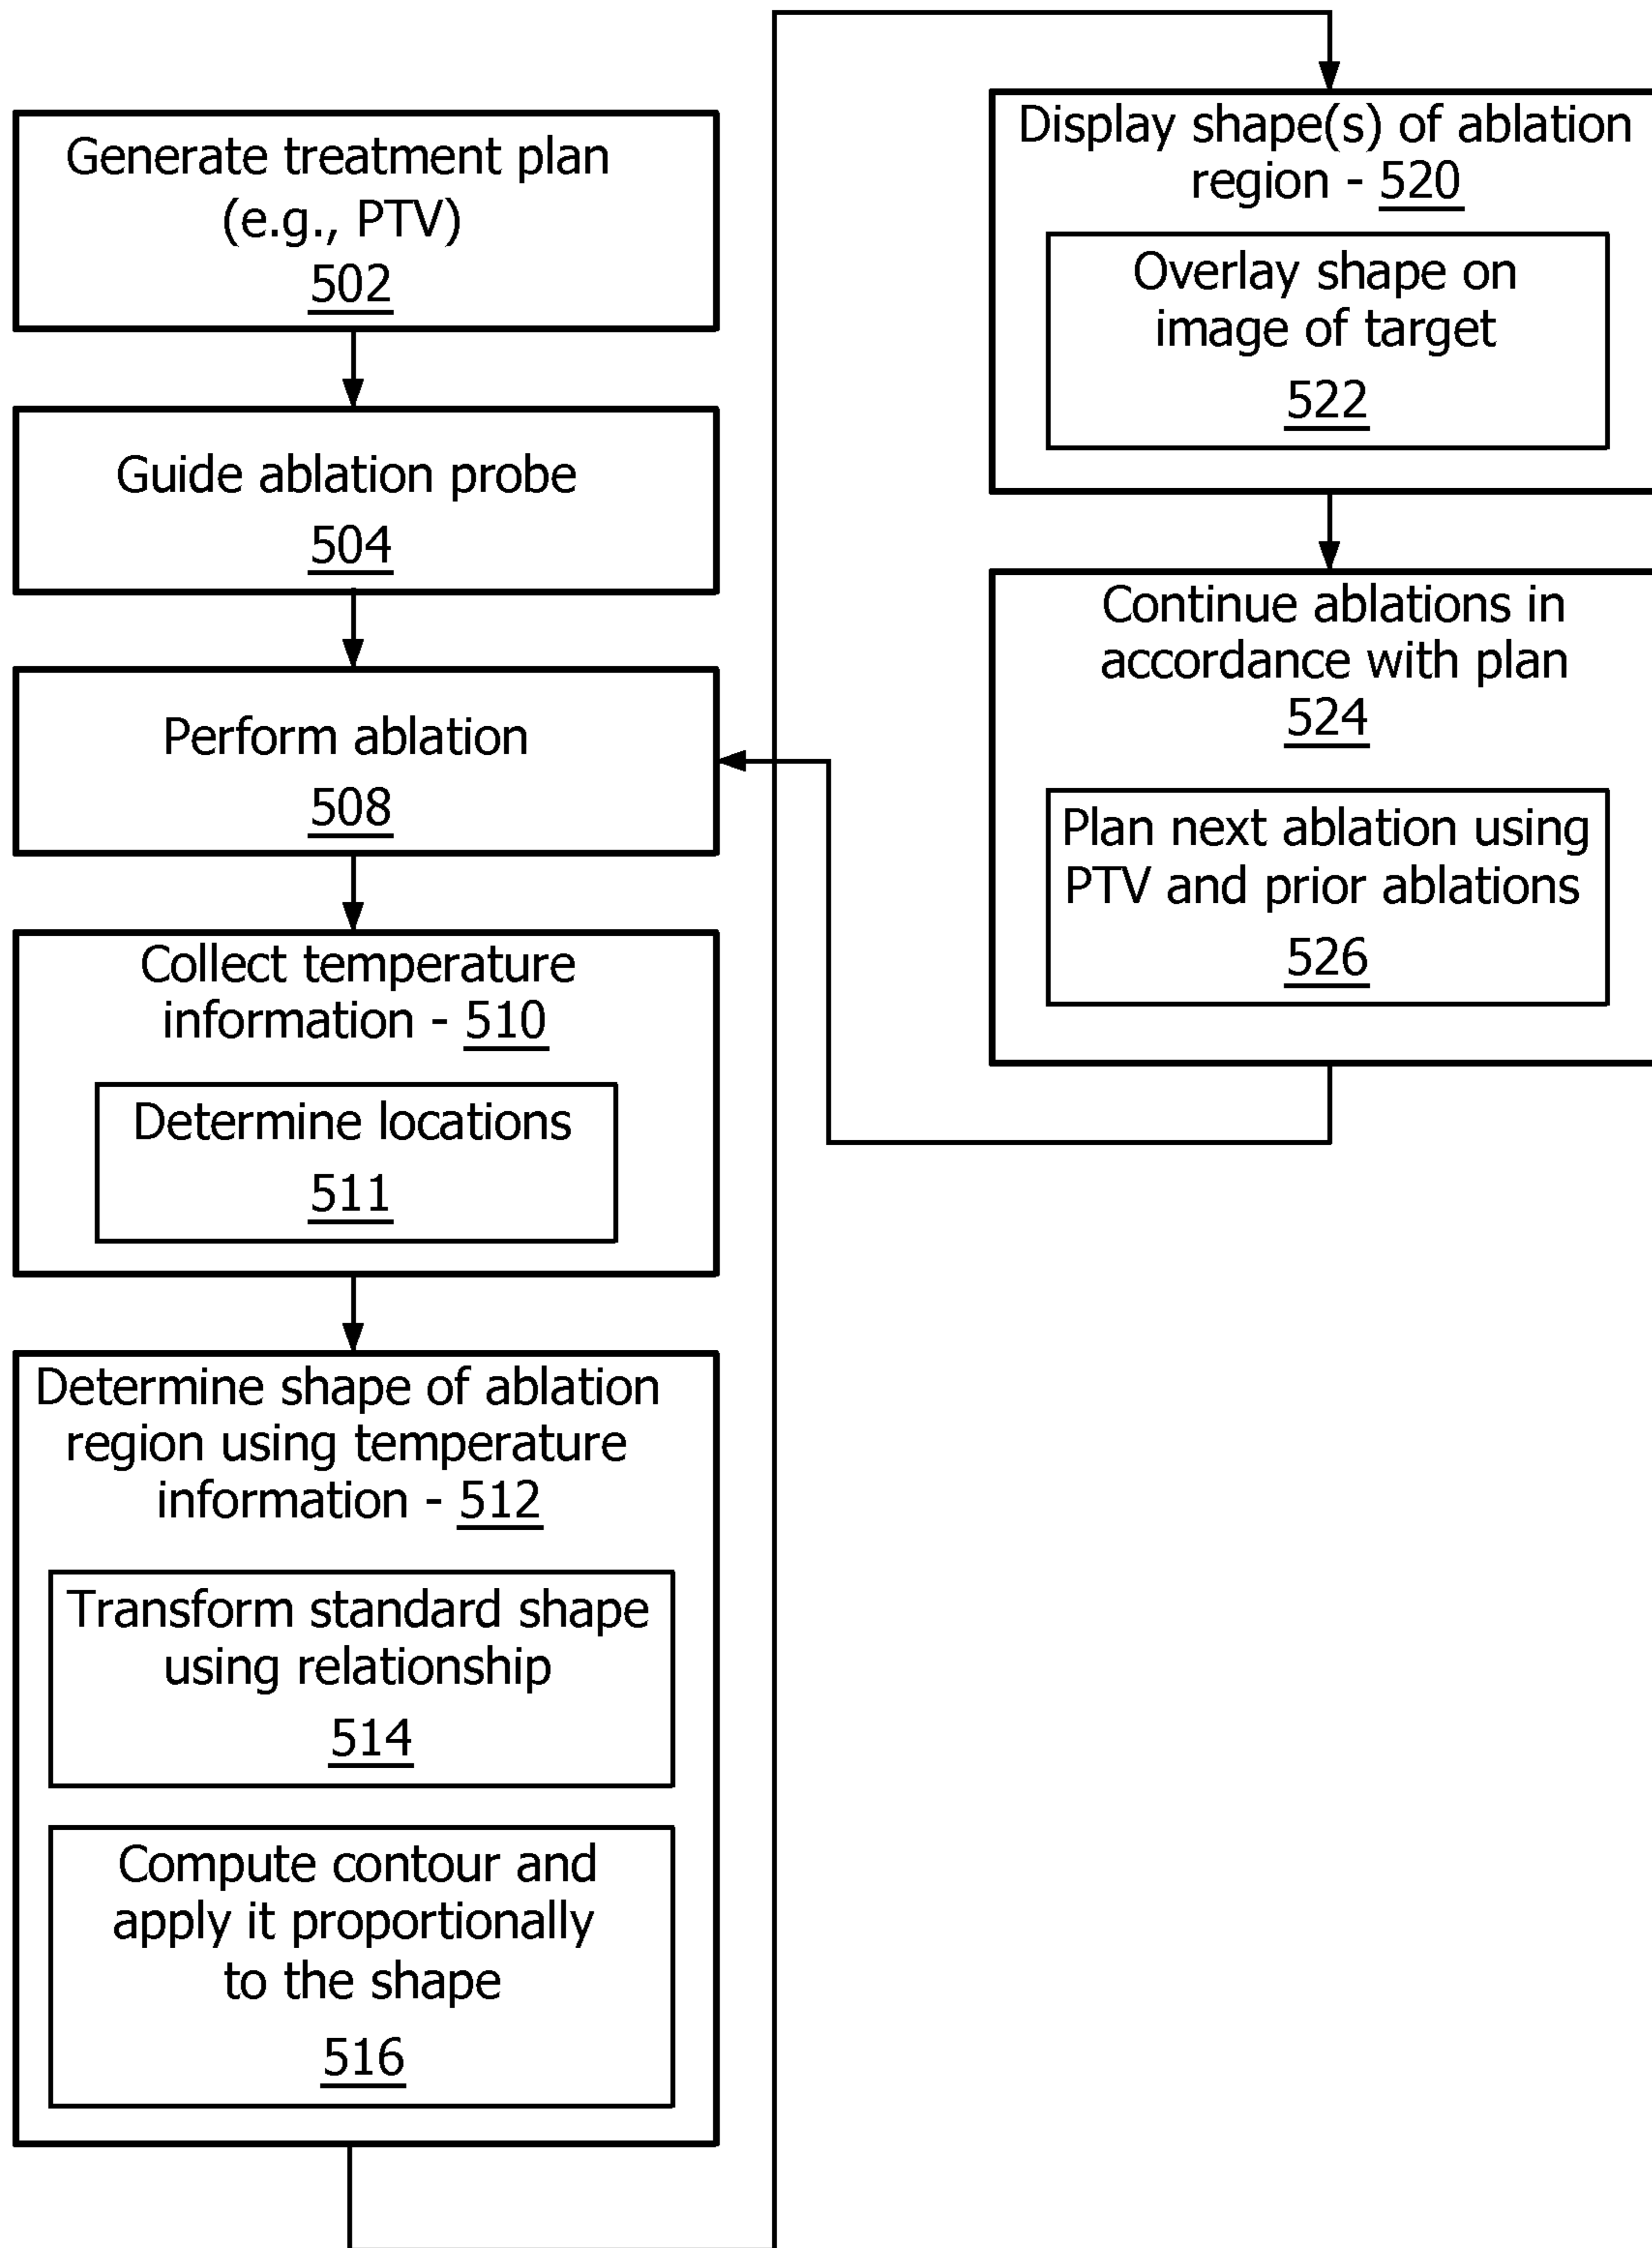 Generate treatment plan
(e.g., PTV)
502
Guide ablation probe
504
Perform ablation
508
Collect temperature
information - 510
Determine locations
511
Determine shape of ablation
region using temperature
information - 512
Transform standard shape
using relationship
514
Compute contour and
apply it proportionally
to the shape
516
Display shape(s) of ablation
region - 520
Overlay shape on
image of target
522
Continue ablations in
accordance with plan
524
Plan next ablation using
PTV and prior ablations
526